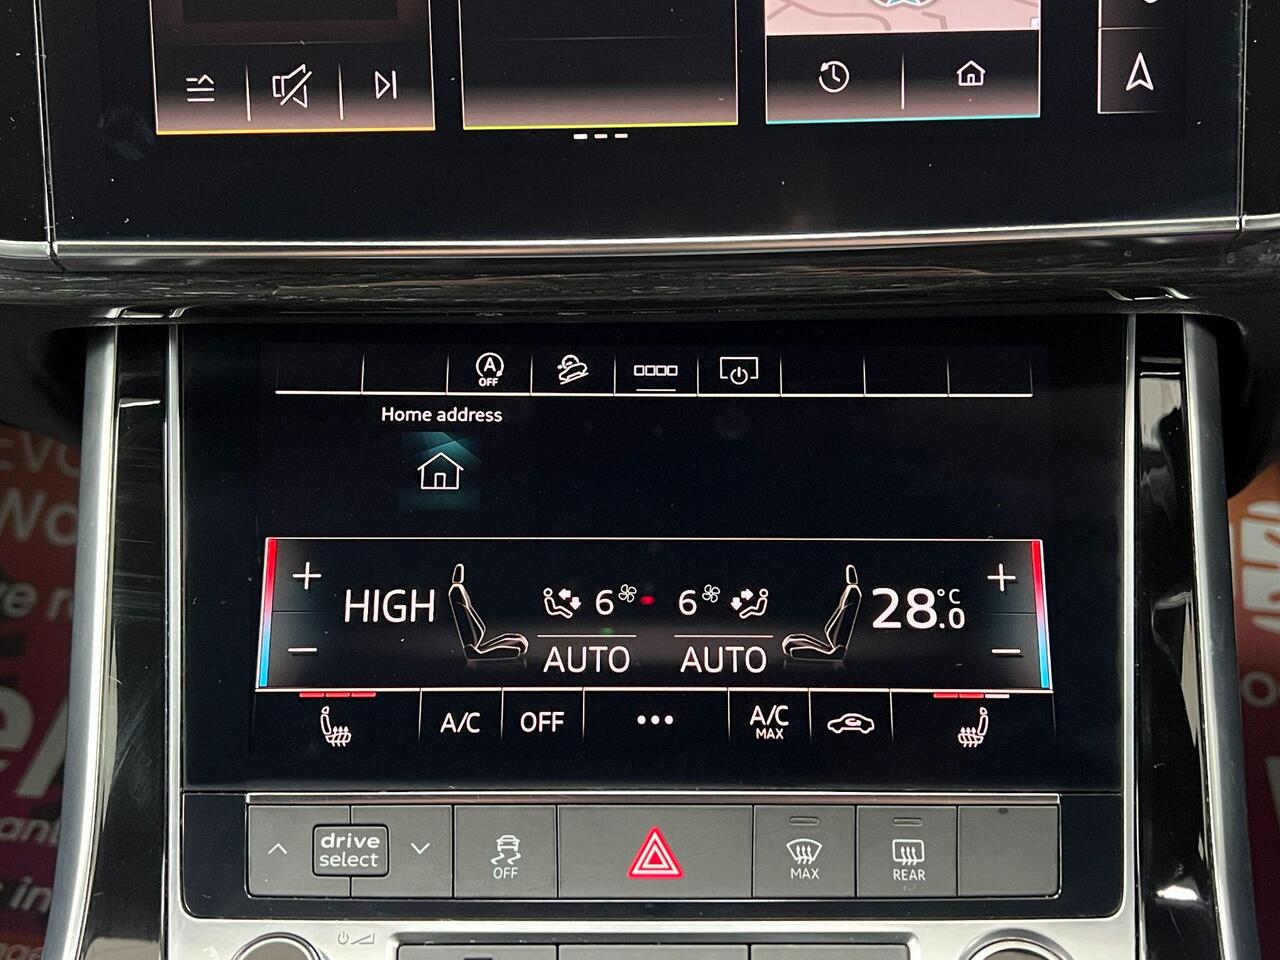 A
OFF
Home address
HIGH
6
6
28.0 °C
AUTO
AUTO
A/C
OFF
A/C
MAX
drive
select
OFF
MAX
REAR